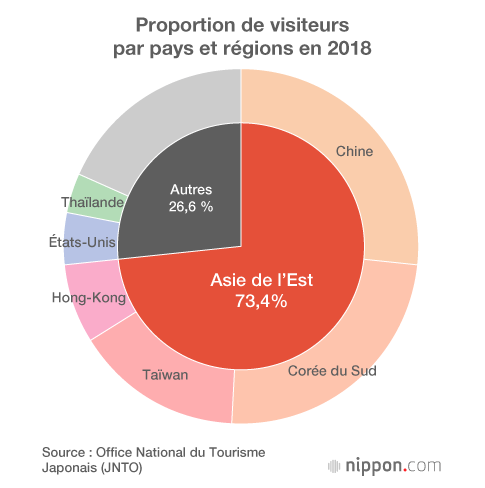 Proportion de visiteurs
par pays et régions en 2018
Chine
Autres
26,6 %
Thaïlande
États-Unis
Asie de l'Est
73,4%
Hong-Kong
Corée du Sud
Taïwan
Source : Office National du Tourisme
Japonais (JNTO)
nippon.com